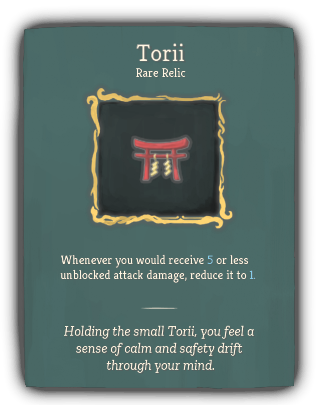 Torii
Rare Relic
Whenever you would receive 5 or less
unblocked attack damage, reduce it to 1.
Holding the small Torii, you feel a
sense of calm and safety drift
through your mind.